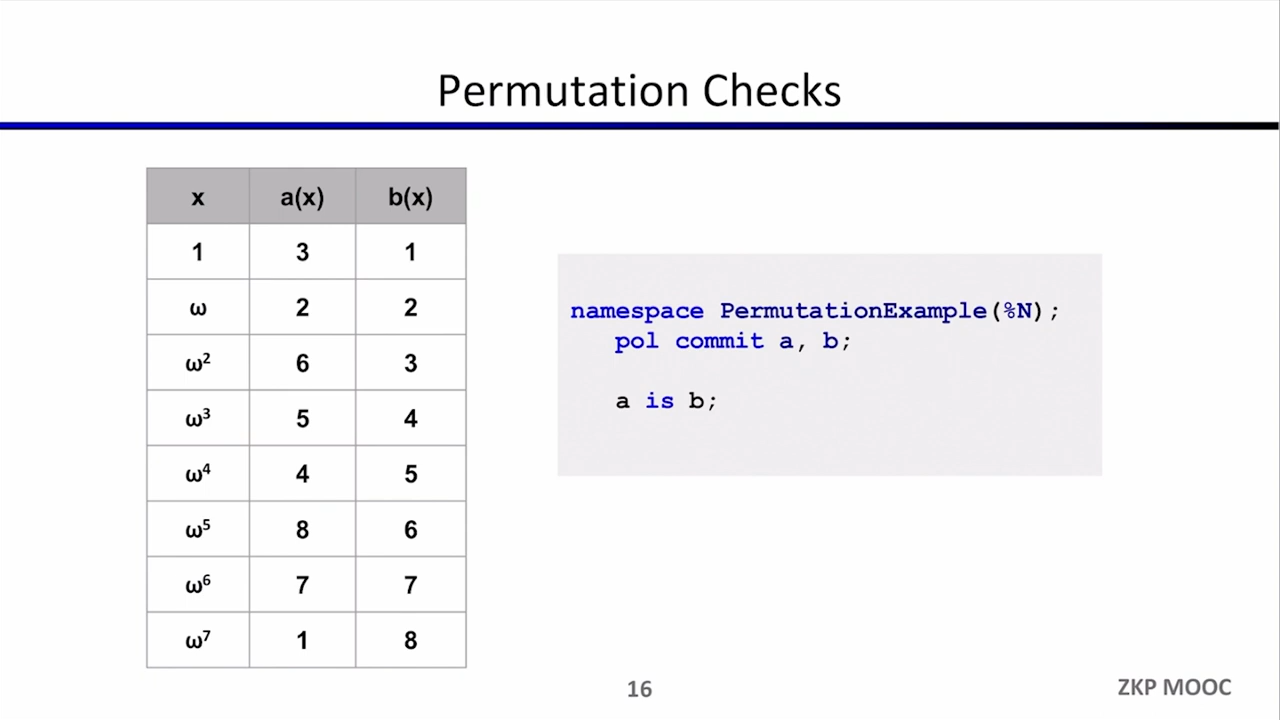 Permutation Checks
x a(x) b(x)
1 3 1
ω 2 2
ω² 6 3
ω³ 5 4
ω⁴ 4 5
ω⁵ 8 6
ω⁶ 7 7
ω⁷ 1 8
namespace PermutationExample(%N);
pol commit a, b;
a is b;
16
ZKP MOOC